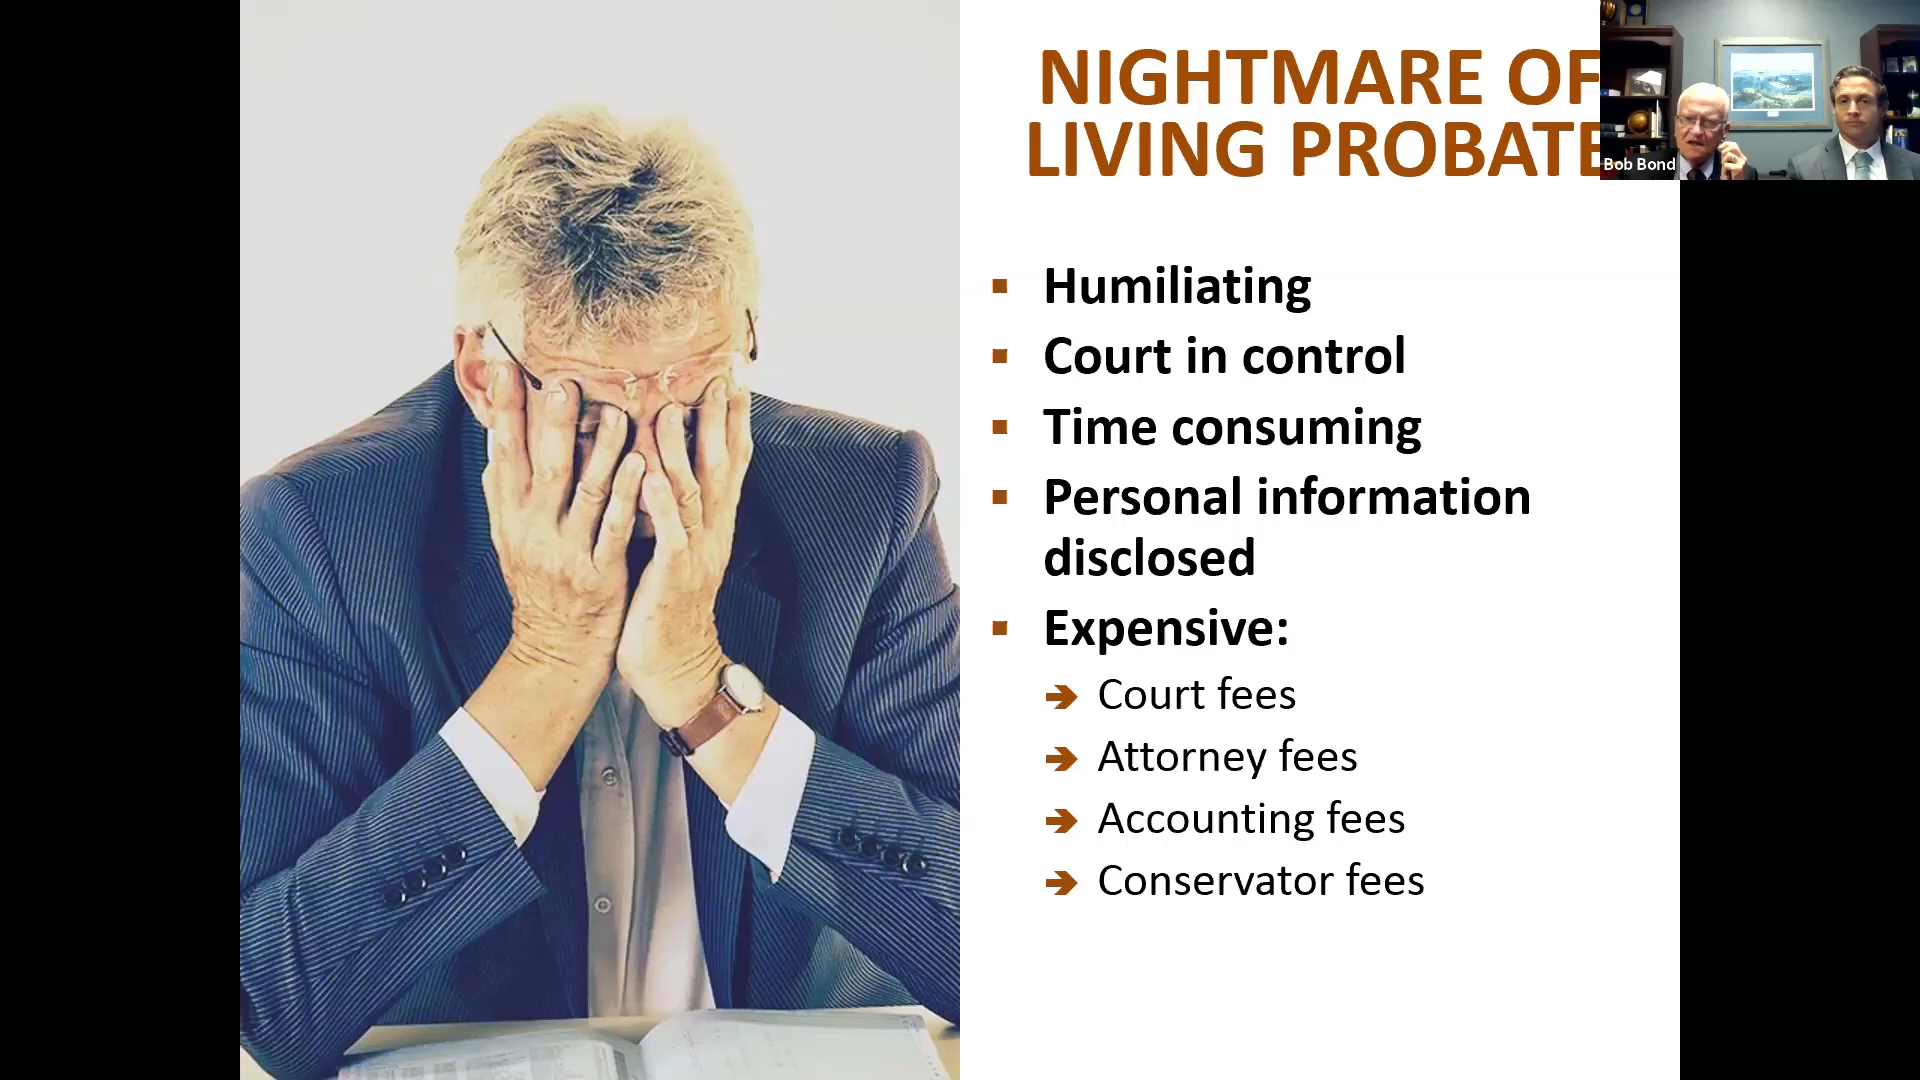 NIGHTMARE OF
LIVING PROBATE
Bob Bond
Humiliating
Court in control
Time consuming
Personal information
disclosed
Expensive:
Court fees
Attorney fees
Accounting fees
Conservator fees